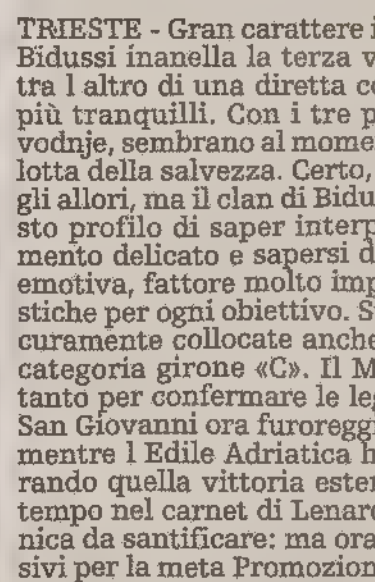 TRIESTE - Gran carattere i
Bidussi inanella la terza v
tra l altro di una diretta c
più tranquilli. Con i tre p
vodnje, sembrano al mome
lotta della salvezza. Certo,
gli allori, ma il clan di Bidu
sto profilo di saper interp
mento delicato e sapersi d
emotiva, fattore molto imp
stiche per ogni obiettivo. S
curamente collocate anche
categoria girone «C». Il M
tanto per confermare le leg
San Giovanni ora furoreggi
mentre l Edile Adriatica h
rando quella vittoria ester
tempo nel carnet di Lenar
nica da santificare: ma ora
sivi per la meta Promozion